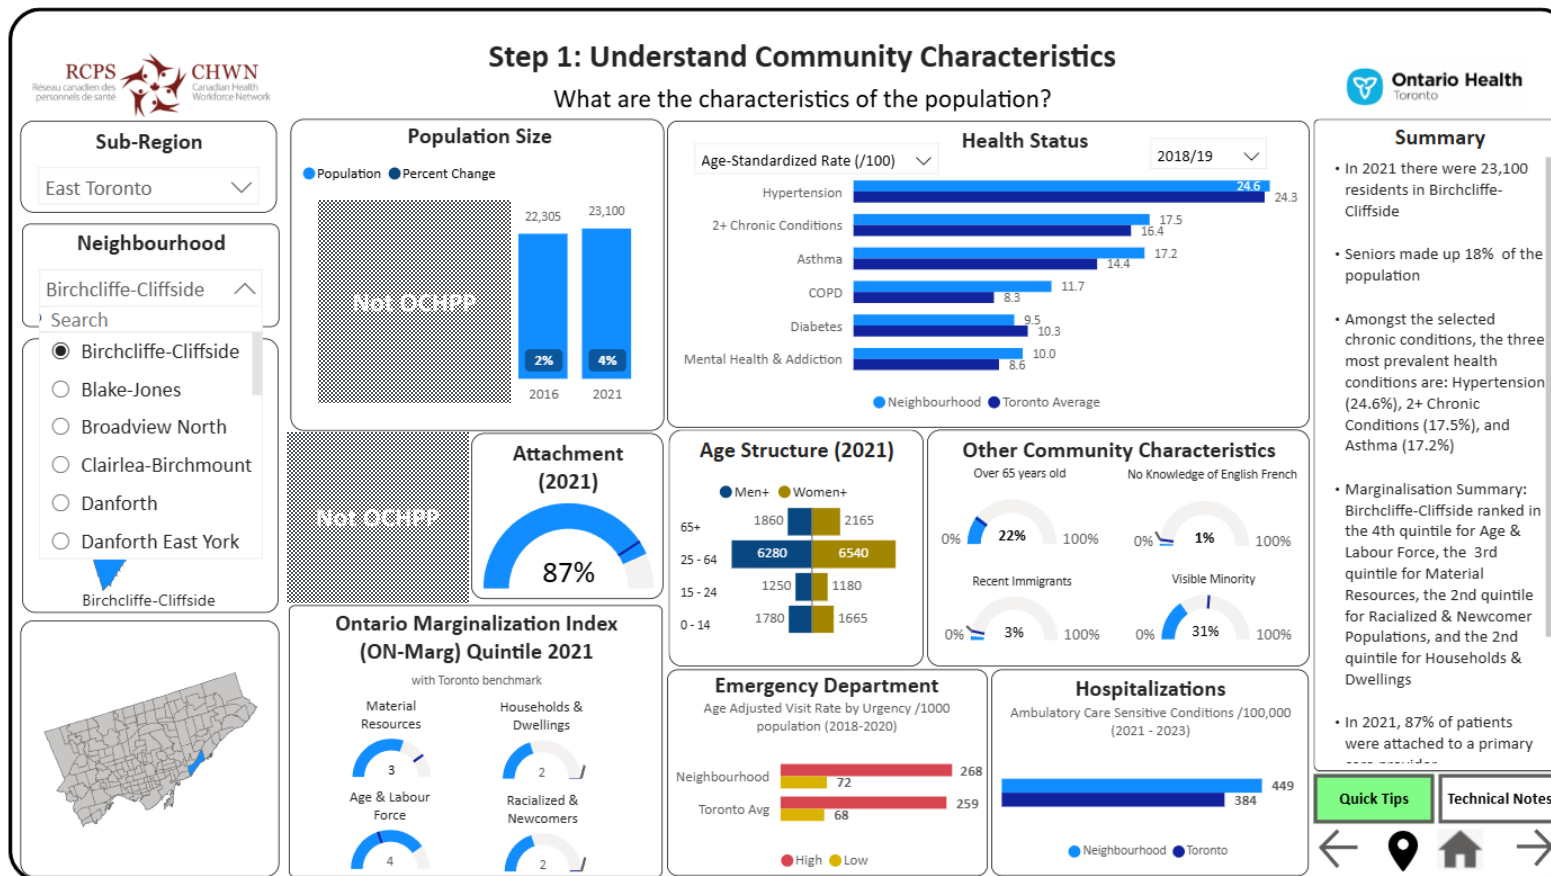 Step 1: Understand Community Characteristics
What are the characteristics of the population?
RCPS
Réseau canadien des
personnels de santé
CHWN
Canadian Health
Workforce Network
Ontario Health
Toronto
Sub-Region
East Toronto
Neighbourhood
Birchcliffe-Cliffside
Search
Birchcliffe-Cliffside
Blake-Jones
Broadview North
Clairlea-Birchmount
Danforth
Danforth East York
Birchcliffe-Cliffside
Population Size
Population Percent Change
Not OCHPP
22,305
23,100
2%
4%
2016
2021
Health Status
Age-Standardized Rate (/100)
2018/19
Hypertension
24.6
24.3
2+ Chronic Conditions
17.5
16.4
Asthma
17.2
14.4
COPD
11.7
8.3
Diabetes
9.5
10.3
Mental Health & Addiction
10.0
8.6
Neighbourhood Toronto Average
Not OCHPP
Attachment
(2021)
87%
Age Structure (2021)
Men+ Women+
65+ 1860 2165
25 - 64 6280 6540
15 - 24 1250 1180
0 - 14 1780 1665
Other Community Characteristics
Over 65 years old
0% 22% 100%
No Knowledge of English French
0% 1% 100%
Recent Immigrants
0% 3% 100%
Visible Minority
0% 31% 100%
Ontario Marginalization Index
(ON-Marg) Quintile 2021
with Toronto benchmark
Material
Resources
3
Households &
Dwellings
2
Age & Labour
Force
4
Racialized &
Newcomers
2
Emergency Department
Age Adjusted Visit Rate by Urgency /1000
population (2018-2020)
Neighbourhood
268
72
Toronto Avg
259
68
High Low
Hospitalizations
Ambulatory Care Sensitive Conditions /100,000
(2021 - 2023)
449
384
Neighbourhood Toronto
Summary
• In 2021 there were 23,100
residents in Birchcliffe-
Cliffside
• Seniors made up 18% of the
population
• Amongst the selected
chronic conditions, the three
most prevalent health
conditions are: Hypertension
(24.6%), 2+ Chronic
Conditions (17.5%), and
Asthma (17.2%)
• Marginalisation Summary:
Birchcliffe-Cliffside ranked in
the 4th quintile for Age &
Labour Force, the 3rd
quintile for Material
Resources, the 2nd quintile
for Racialized & Newcomer
Populations, and the 2nd
quintile for Households &
Dwellings
• In 2021, 87% of patients
were attached to a primary
care provider
Quick Tips
Technical Notes